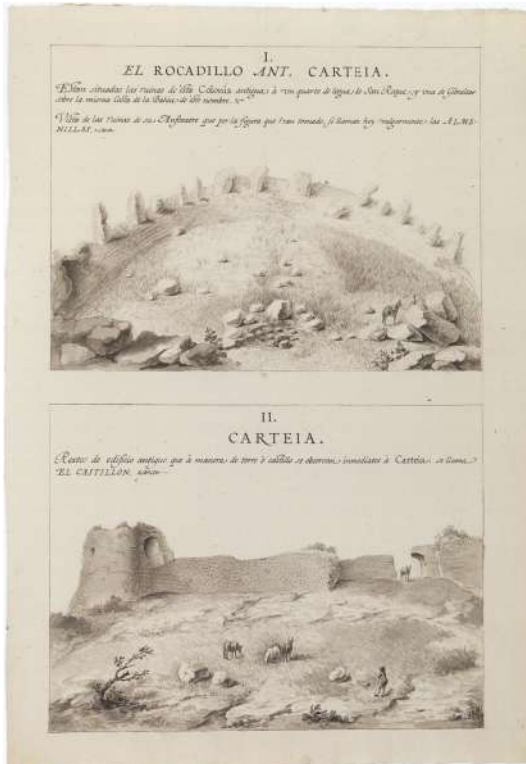 I.
EL ROCADILLO ANT. CARTEIA.
Estan situadas las ruinas de esta Colonia antigua, à un quarto de legua de San Roque, y una de Gibraltar
sobre la misma Costa de la Bahia de este nombre.
Vista de las ruinas de su Anfiteatro que por la figura que han tomado, se llaman hoy vulgarmente, las ALME-
NILLAS,
II.
CARTEIA.
Restos de edificio antiguo que à manera de torre ò castillo se observan inmediatos à Carteia: se llama
EL CASTILLON,